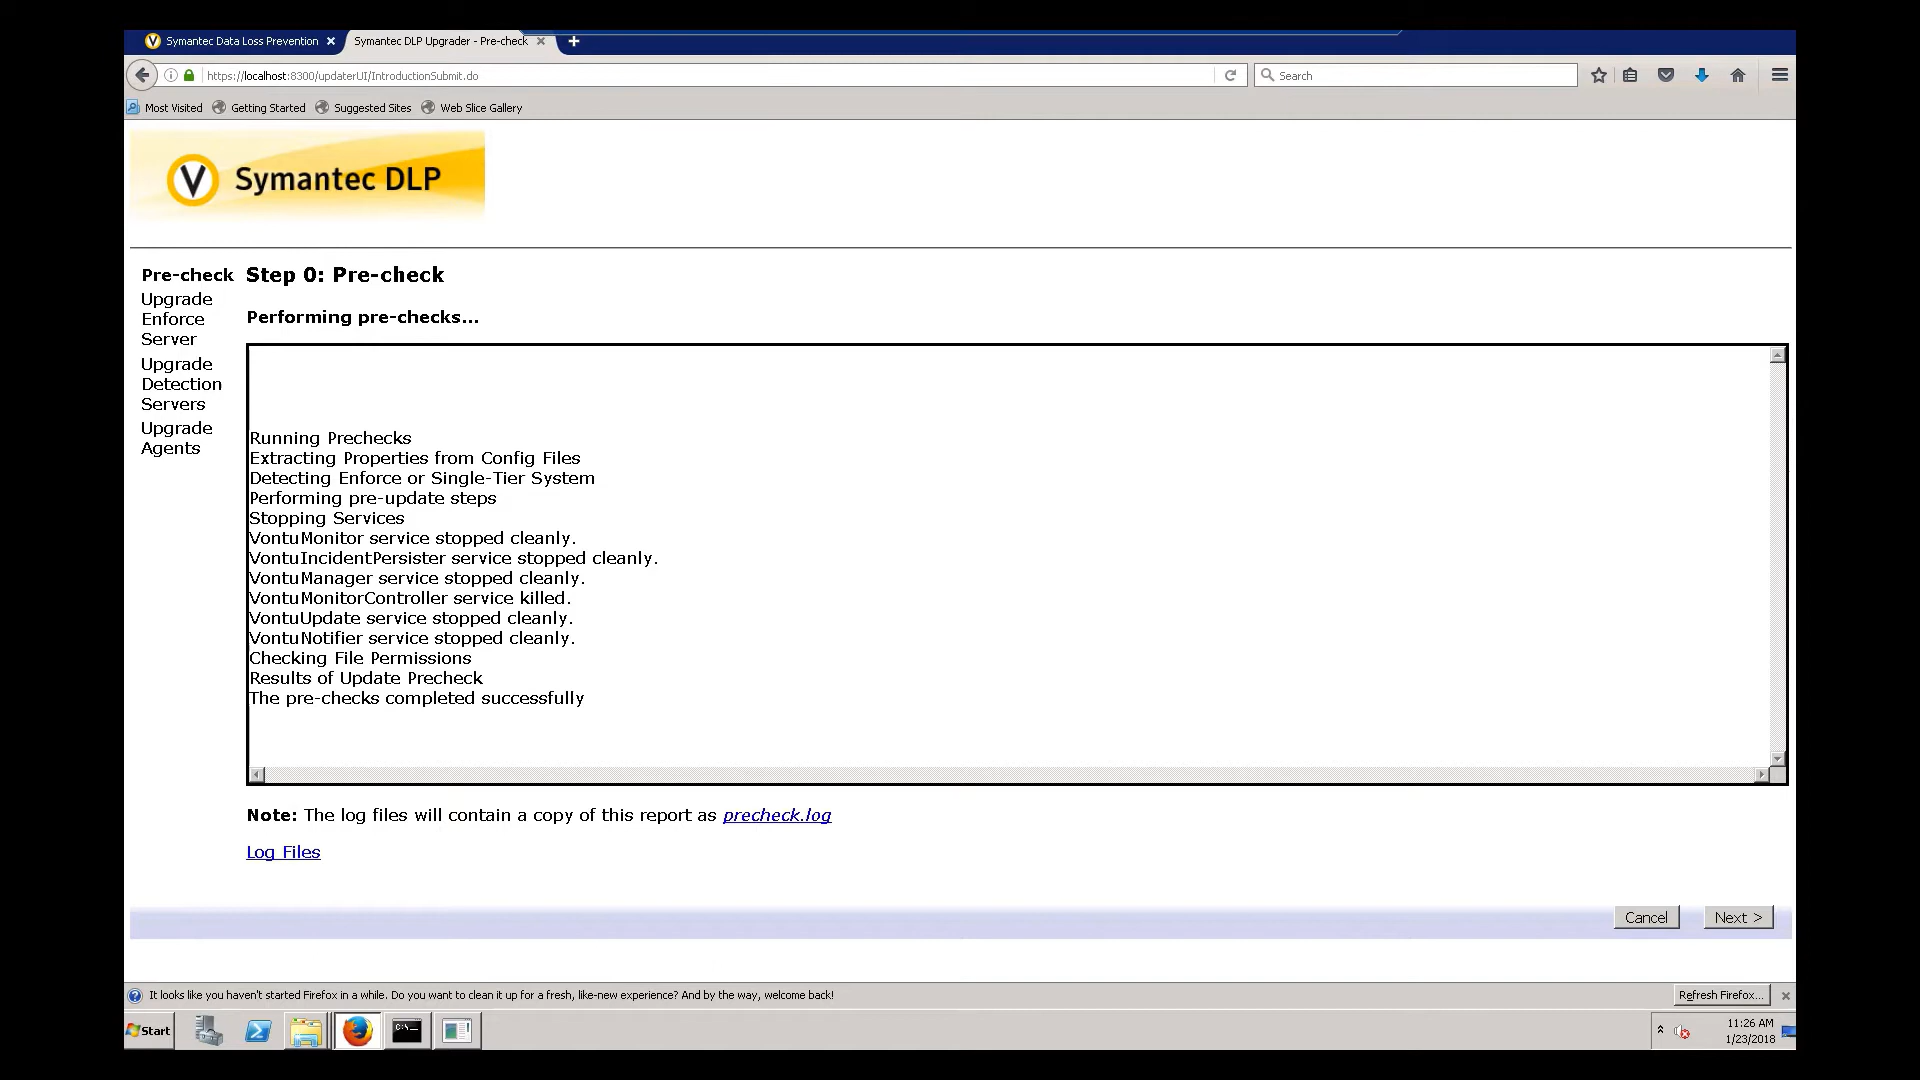 Symantec Data Loss Prevention
Symantec DLP Upgrader - Pre-check
https://localhost:8300/updaterUI/IntroductionSubmit.do
Search
Most Visited Getting Started Suggested Sites Web Slice Gallery
V Symantec DLP
Pre-check
Upgrade
Enforce
Server
Upgrade
Detection
Servers
Upgrade
Agents
Step 0: Pre-check
Performing pre-checks...
Running Prechecks
Extracting Properties from Config Files
Detecting Enforce or Single-Tier System
Performing pre-update steps
Stopping Services
VontuMonitor service stopped cleanly.
VontuIncidentPersister service stopped cleanly.
VontuManager service stopped cleanly.
VontuMonitorController service killed.
VontuUpdate service stopped cleanly.
VontuNotifier service stopped cleanly.
Checking File Permissions
Results of Update Precheck
The pre-checks completed successfully
Note: The log files will contain a copy of this report as precheck.log
Log Files
Cancel Next >
It looks like you haven't started Firefox in a while. Do you want to clean it up for a fresh, like-new experience? And by the way, welcome back!
Refresh Firefox...
Start
C:\
11:26 AM
1/23/2018